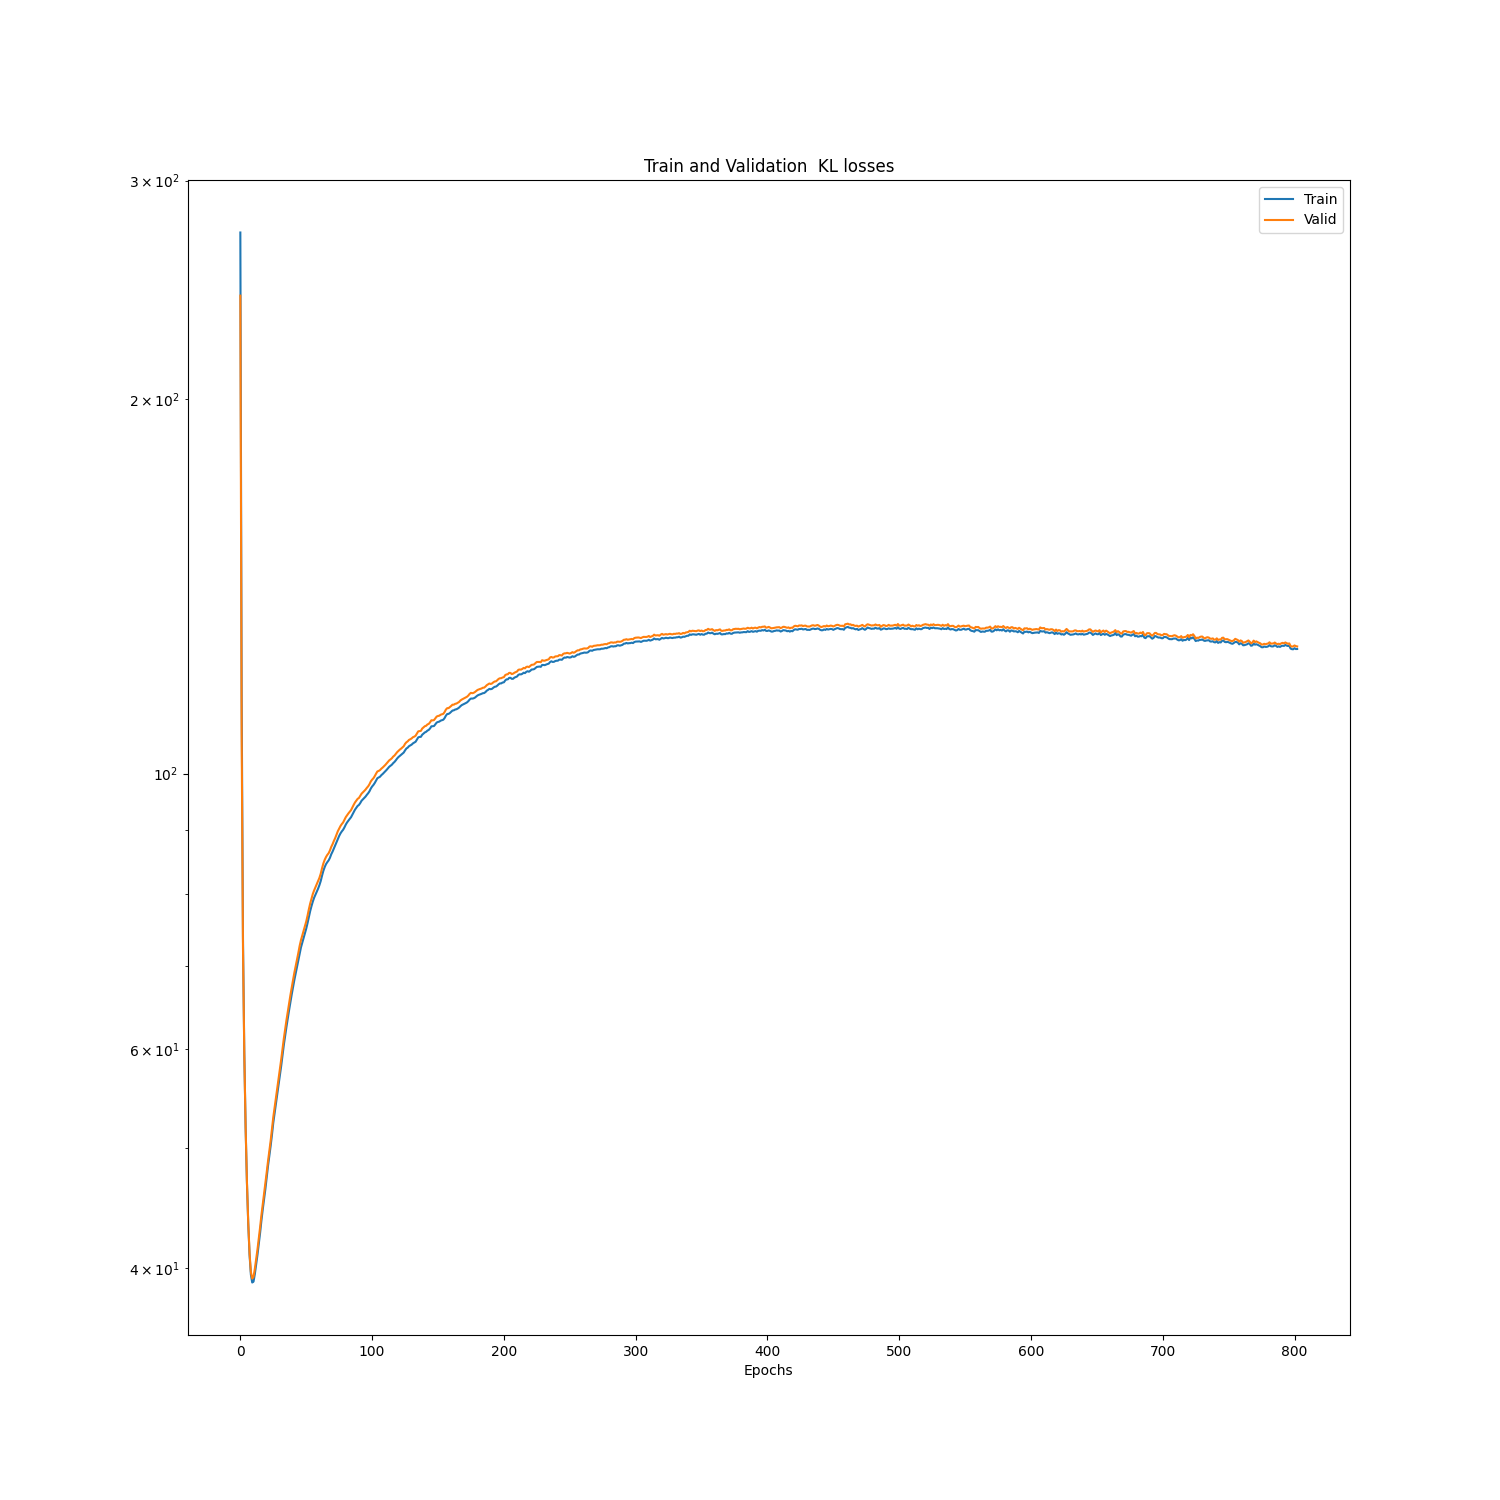 Train and Validation  KL losses
Train
Valid
3 × 10²
2 × 10²
10²
6 × 10¹
4 × 10¹
0 100 200 300 400 500 600 700 800
Epochs